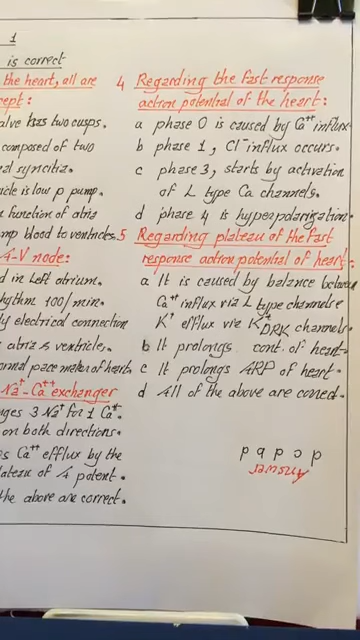 1
is correct
the heart, all are
cept :
alve has two cusps.
composed of two
al syncitia.
icle is low p pump.
function of atria
mp blood to ventricles.
A-V node:
d in Left atrium.
hythm 100/min.
ly electrical connection
atria & ventricles.
ormal pace maker of heart.
Na+-Ca++ exchanger
nges 3 Na+ for 1 Ca+.
on both directions.
s Ca++ efflux by the
lateau of A potent.
the above are correct.
4 Regarding the fast response
action potential of the heart:
a phase 0 is caused by Ca++ influx.
b phase 1, Cl- influx occurs.
c phase 3, starts by activation
of L type Ca channels.
d phase 4 is hyperpolarization.
5 Regarding plateau of the fast
response action potential of heart:
a It is caused by balance between
Ca++ influx via L type channels &
K+ efflux via K+DRK channels.
b It prolongs cont. of heart.
c It prolongs ARP of heart.
d All of the above are correct.
Answer
d c d b d